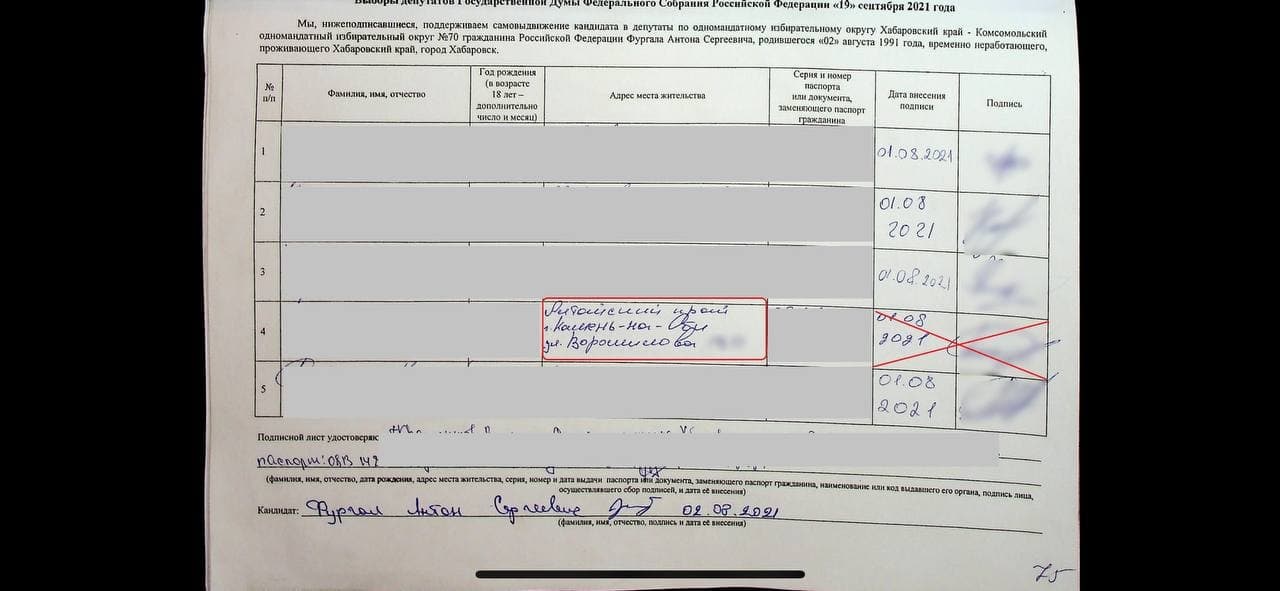 Выборы депутатов Государственной Думы Федерального Собрания Российской Федерации «19» сентября 2021 года
Мы, нижеподписавшиеся, поддерживаем самовыдвижение кандидата в депутаты по одномандатному избирательному округу Хабаровский край - Комсомольский
одномандатный избирательный округ №70 гражданина Российской Федерации Фургала Антона Сергеевича, родившегося «02» августа 1991 года, временно неработающего,
проживающего Хабаровский край, город Хабаровск.
№ п/п
Фамилия, имя, отчество
Год рождения
(в возрасте
18 лет –
дополнительно
число и месяц)
Адрес места жительства
Серия и номер
паспорта
или документа,
заменяющего паспорт
гражданина
Дата внесения
подписи
Подпись
1
01.08.2021
2
01.08
2021
3
01.08.2021
4
Алтайский край
г. Камень-на-Оби
ул. Ворошилова
01.08
2021
5
01.08
2021
Подписной лист удостоверяю:
паспорт: 08 13 147
(фамилия, имя, отчество, дата рождения, адрес места жительства, серия, номер и дата выдачи паспорта или документа, заменяющего паспорт гражданина, наименование или код выдавшего его органа, подпись лица,
осуществлявшего сбор подписей, и дата её внесения)
Кандидат: Фургал Антон Сергеевич 02.08.2021
(фамилия, имя, отчество, подпись и дата её внесения)
75